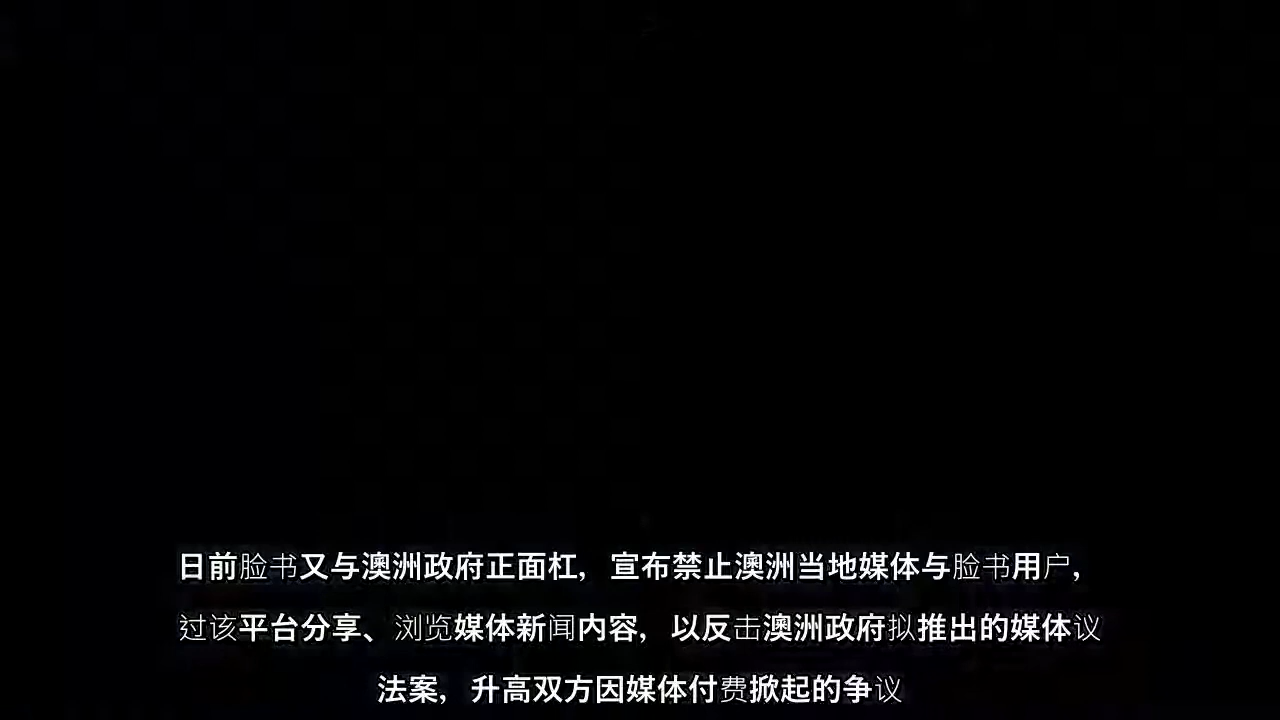 日前脸书又与澳洲政府正面杠，宣布禁止澳洲当地媒体与脸书用户，
过该平台分享、浏览媒体新闻内容，以反击澳洲政府拟推出的媒体议
法案，升高双方因媒体付费掀起的争议